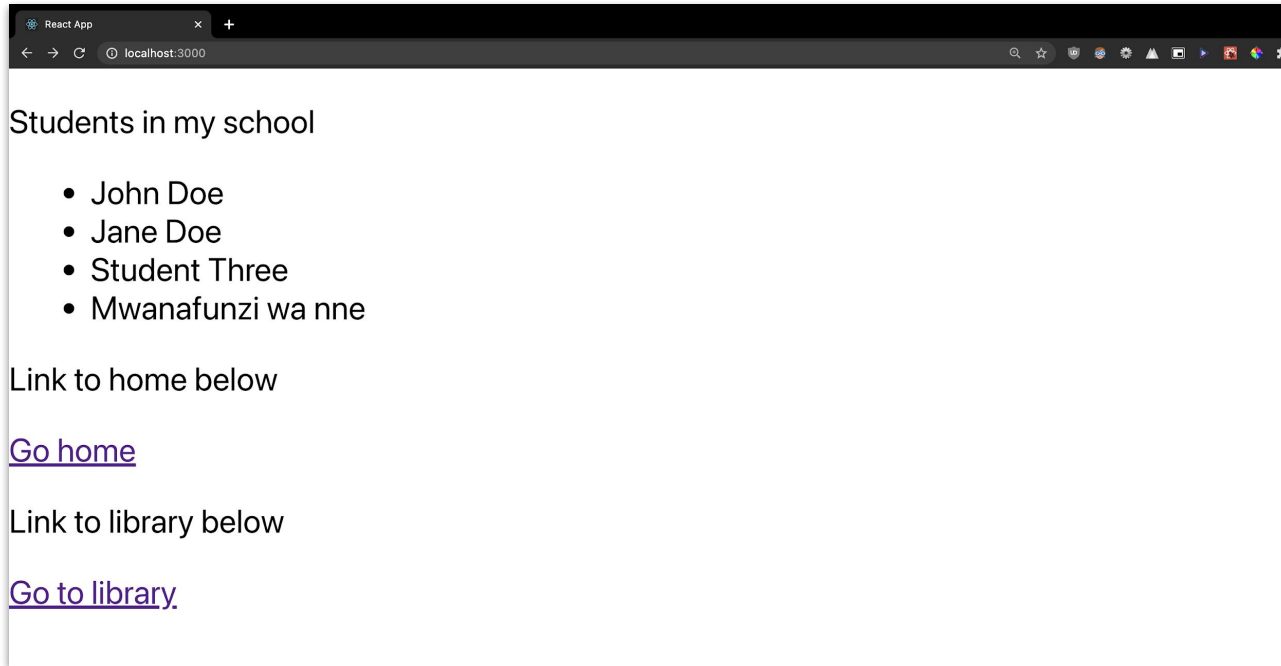 React App
localhost:3000
Students in my school
John Doe
Jane Doe
Student Three
Mwanafunzi wa nne
Link to home below
Go home
Link to library below
Go to library